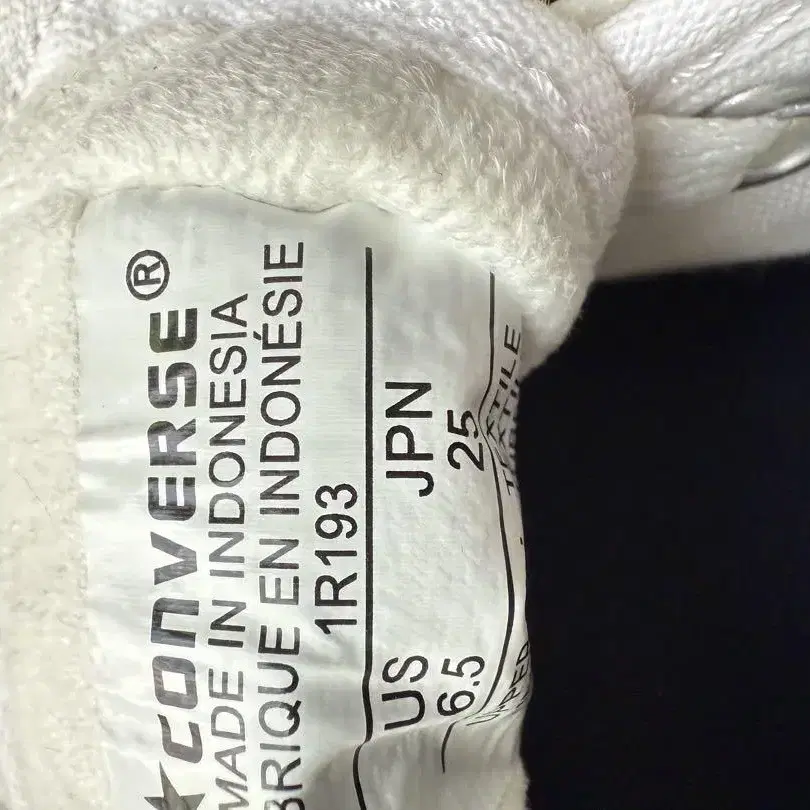 ★CONVERSE®
MADE IN INDONESIA
BRIQUE EN INDONÉSIE
1R193
US JPN
6.5 25